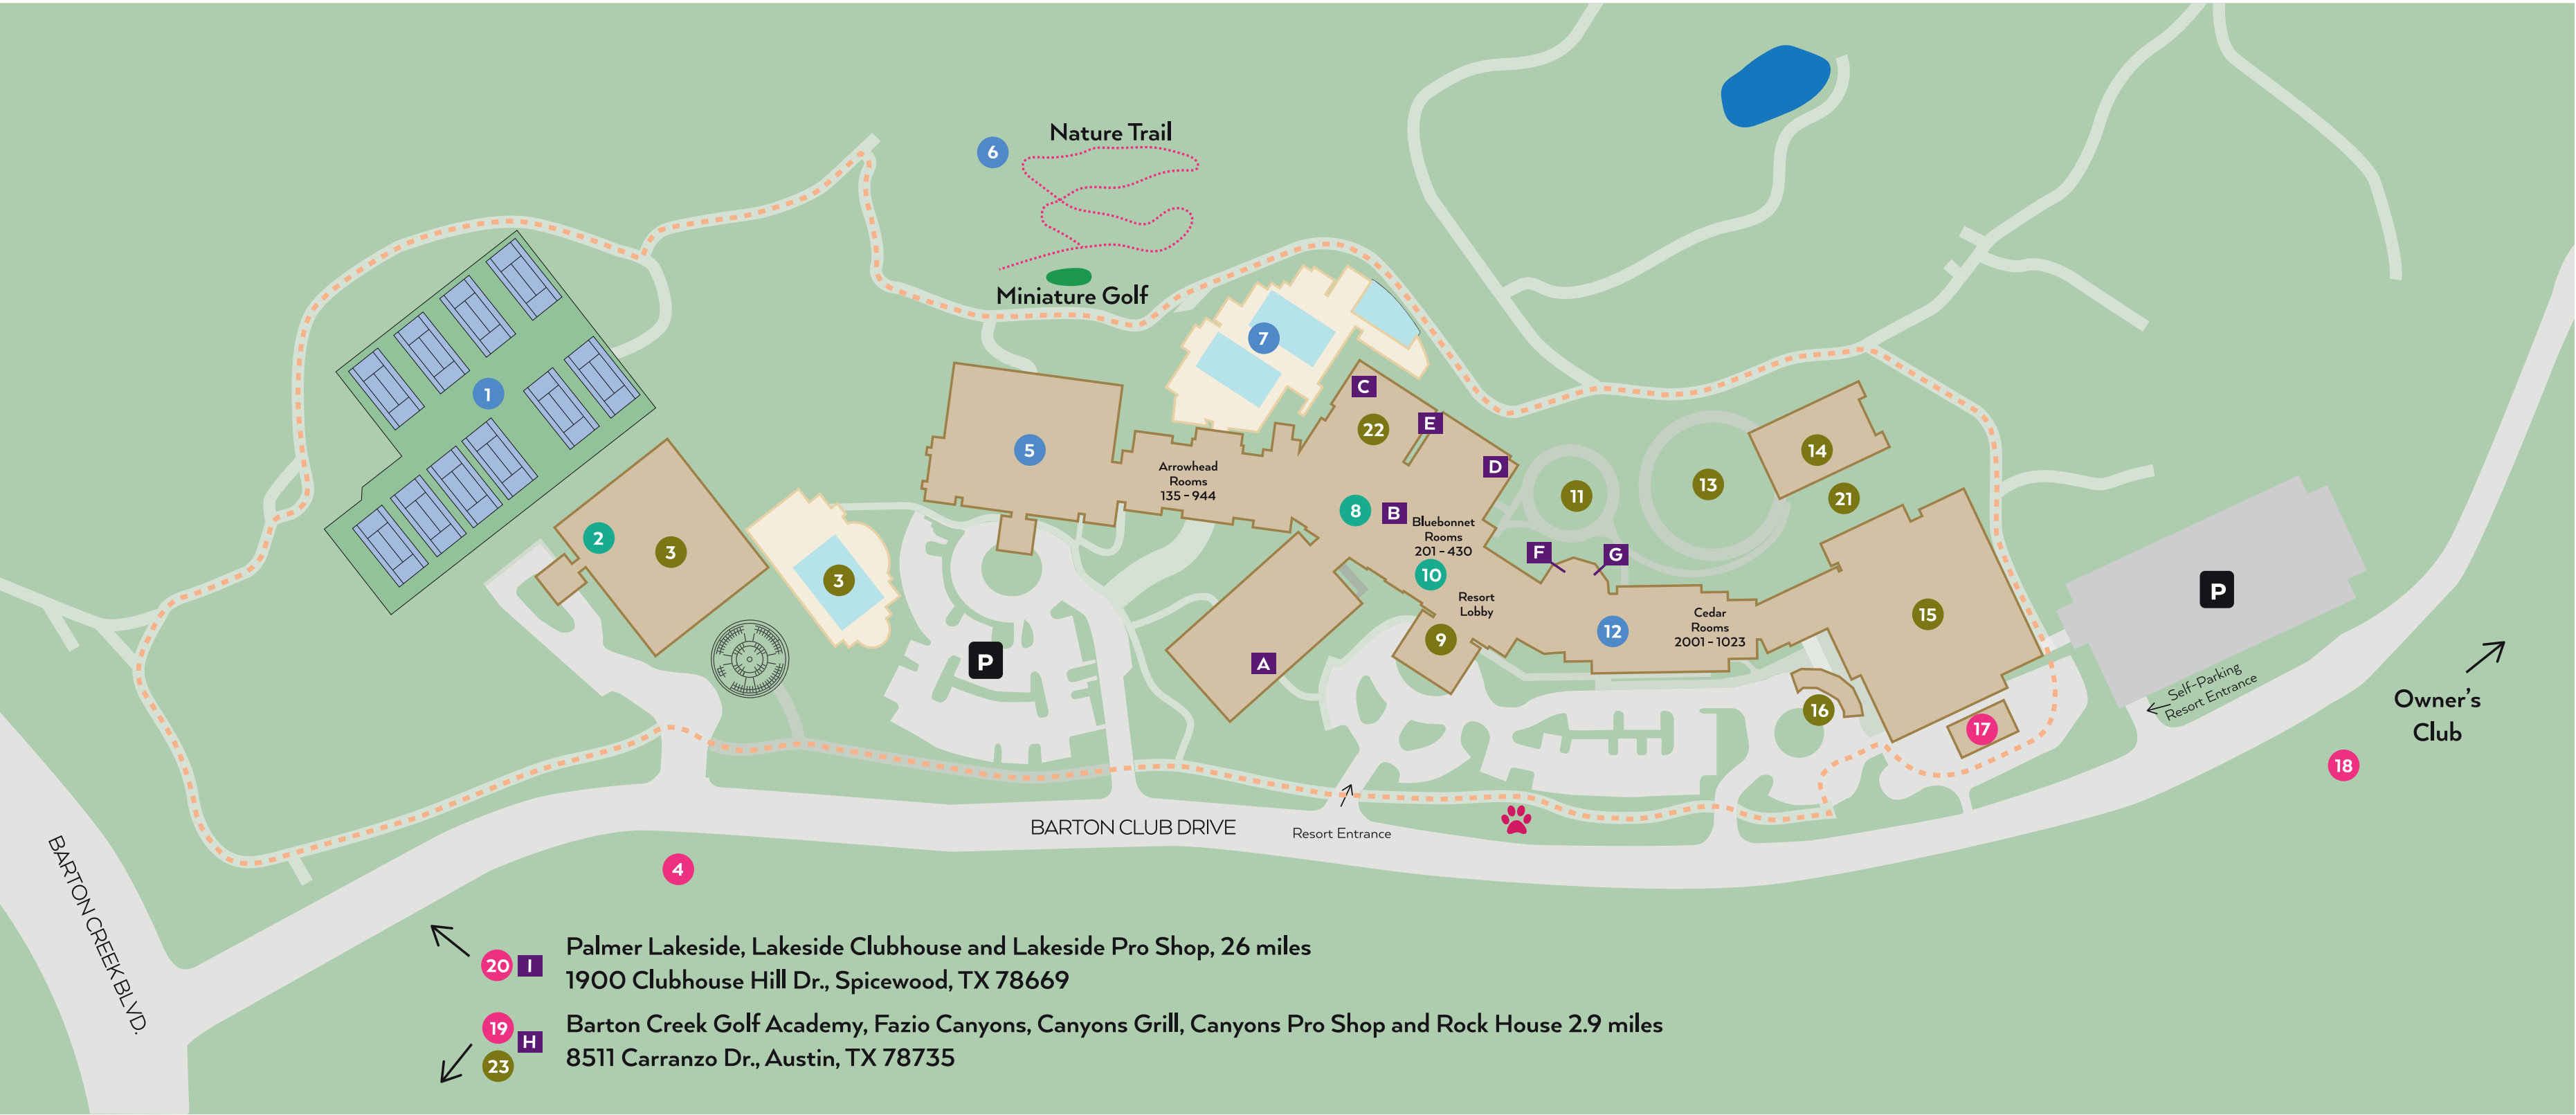 Nature Trail
6
Miniature Golf
7
1
C
22
E
5
D
14
Arrowhead
Rooms
135 - 944
13
11
21
8
B
Bluebonnet
Rooms
201 - 430
2
3
F
G
10
3
P
Resort
Lobby
Cedar
Rooms
2001 - 1023
15
12
9
P
A
Self-Parking
Resort Entrance
Owner's
Club
16
17
18
BARTON CLUB DRIVE
Resort Entrance
4
BARTON CREEK BLVD.
20 I
Palmer Lakeside, Lakeside Clubhouse and Lakeside Pro Shop, 26 miles
1900 Clubhouse Hill Dr., Spicewood, TX 78669
19
H
23
Barton Creek Golf Academy, Fazio Canyons, Canyons Grill, Canyons Pro Shop and Rock House 2.9 miles
8511 Carranzo Dr., Austin, TX 78735